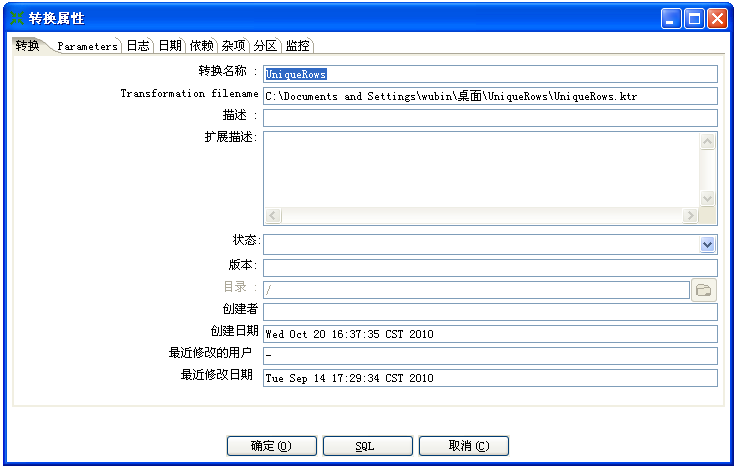 转换属性
转换 Parameters 日志 日期 依赖 杂项 分区 监控
转换名称 : UniqueRows
Transformation filename C:\Documents and Settings\wubin\桌面\UniqueRows\UniqueRows.ktr
描述 :
扩展描述:
状态:
版本:
目录 : /
创建者
创建日期 Wed Oct 20 16:37:35 CST 2010
最近修改的用户 -
最近修改日期 Tue Sep 14 17:29:34 CST 2010
确定(O) SQL 取消(C)